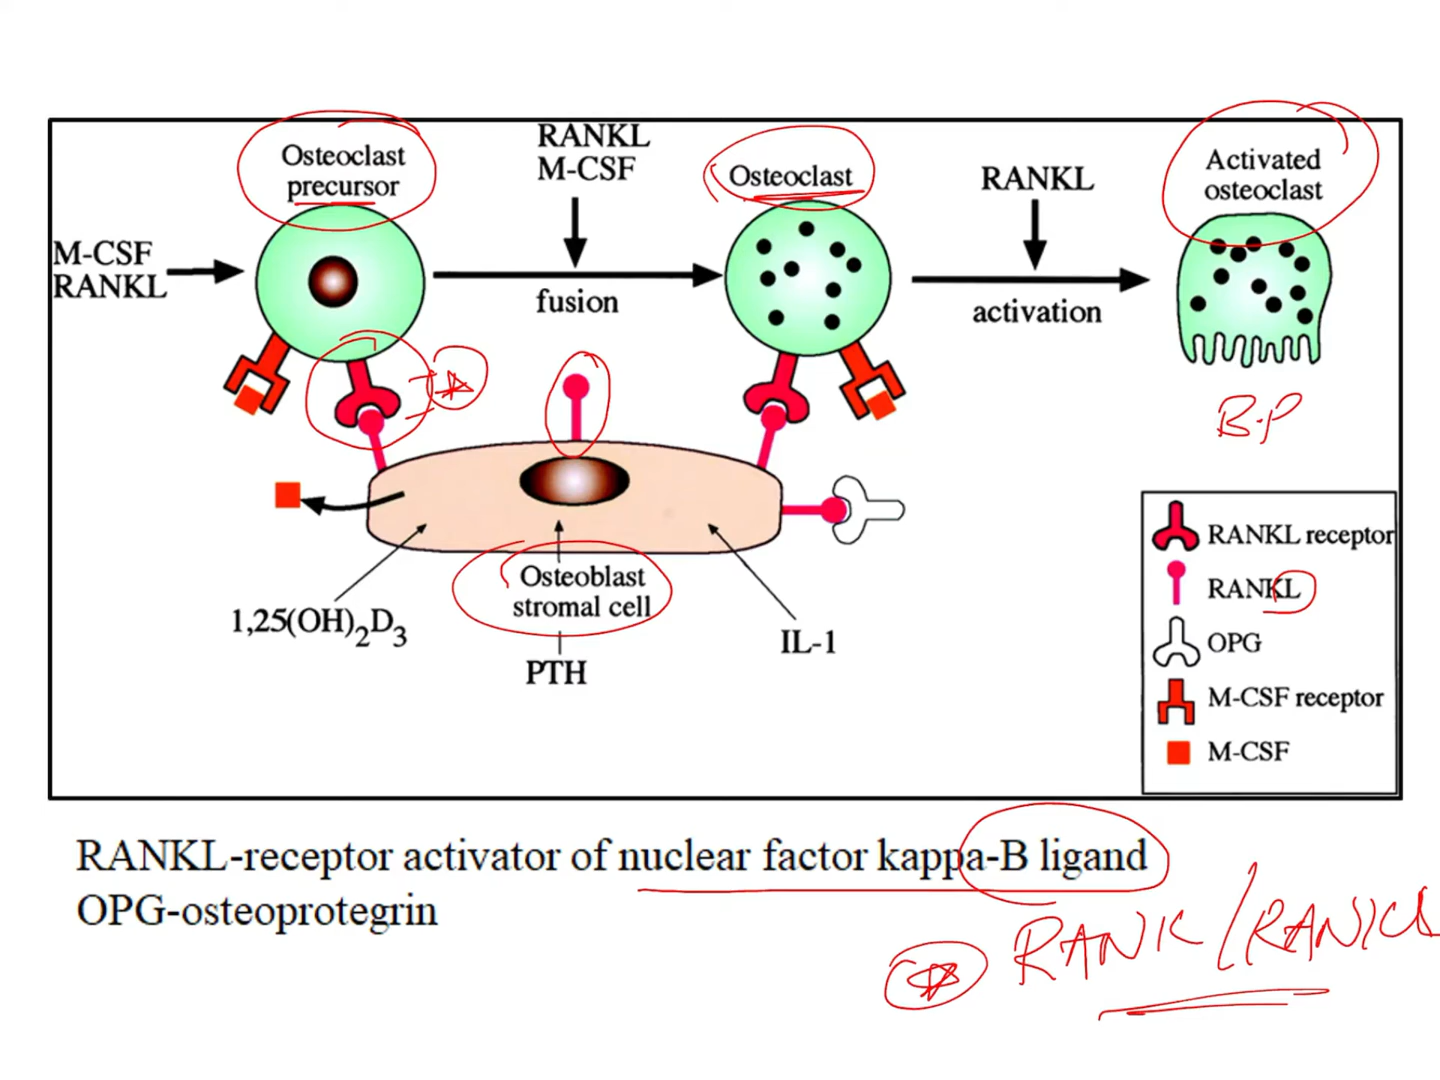 Osteoclast
precursor
RANKL
M-CSF
Osteoclast
RANKL
Activated
osteoclast
M-CSF
RANKL
fusion
activation
B.P
RANKL receptor
RANKL
OPG
M-CSF receptor
M-CSF
Osteoblast
stromal cell
1,25(OH)2D3
PTH
IL-1
RANKL-receptor activator of nuclear factor kappa-B ligand
OPG-osteoprotegrin
RANK/RANKL